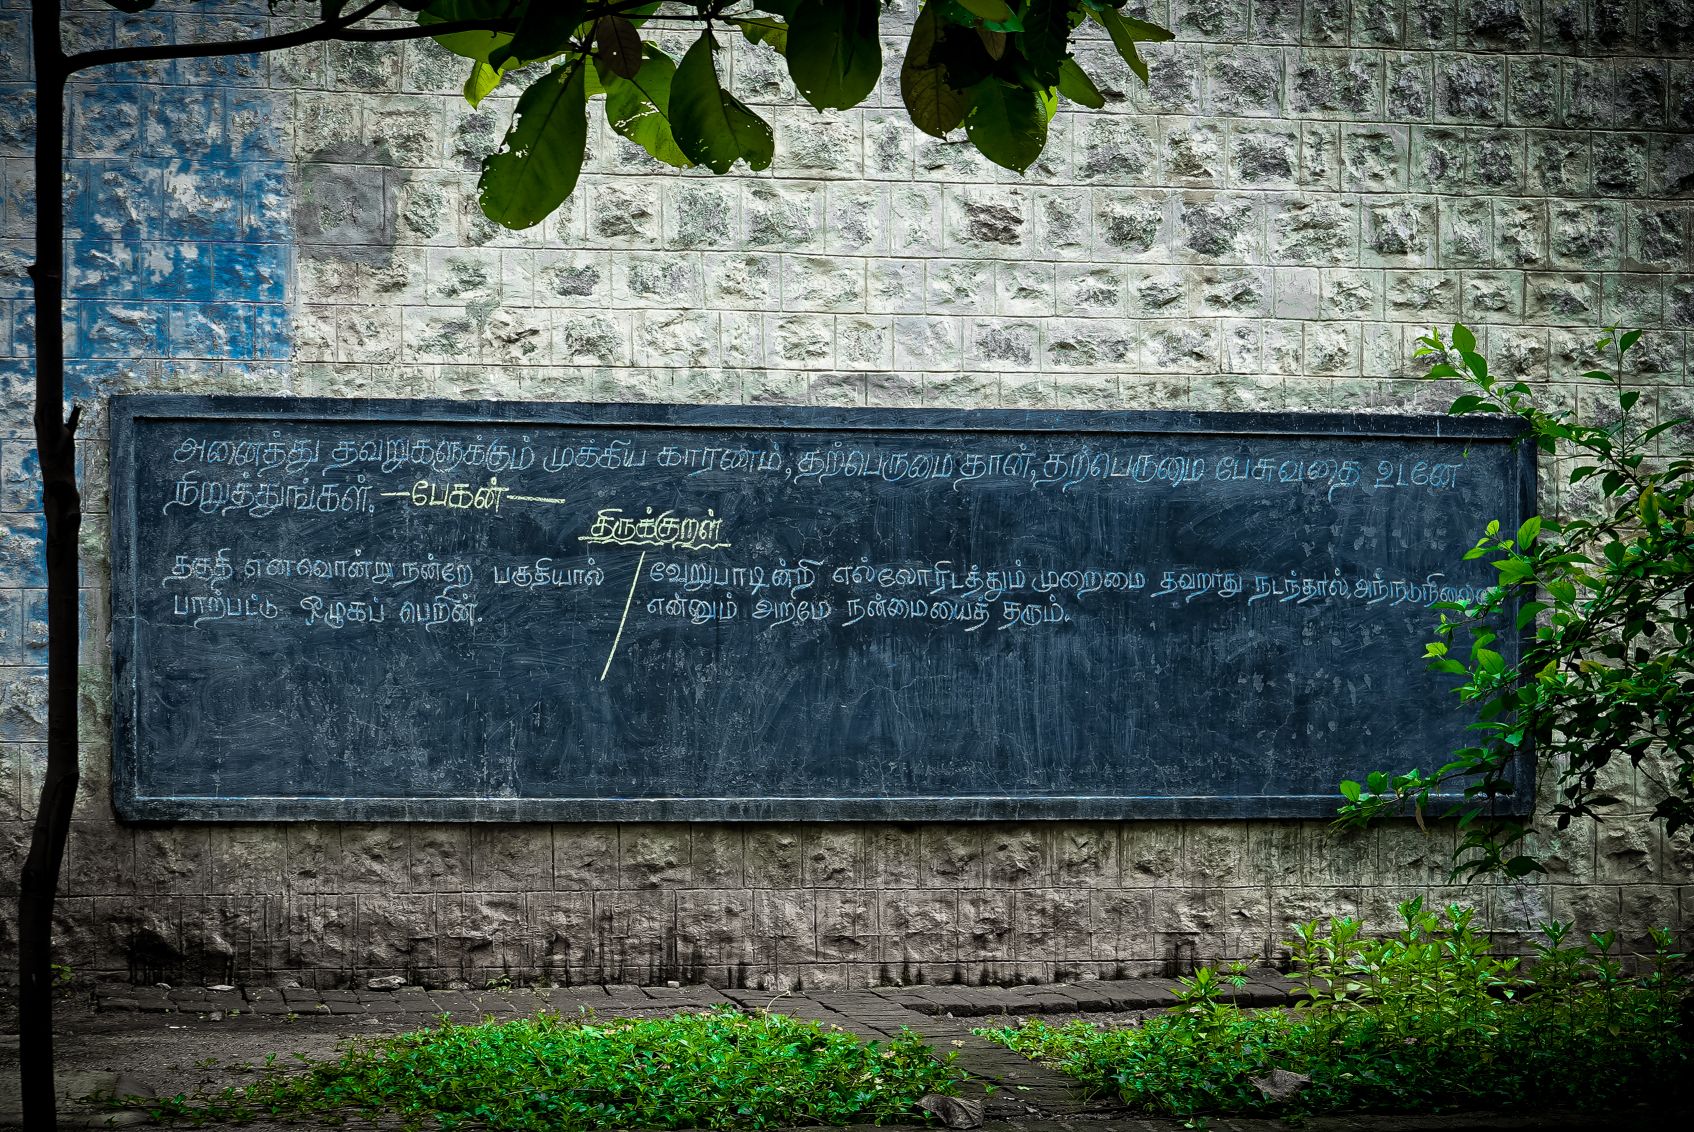 அனைத்து தவறுகளுக்கும் முக்கிய காரணம், தற்பெருமை தான், தற்பெருமை பேசுவதை உடனே
நிறுத்துங்கள். —பேகன்—
திருக்குறள்
தகுதி எனவொன்று நன்றே பகுதியால்
பாற்பட்டு ஒழுகப் பெறின்.
வேறுபாடின்றி எல்லோரிடத்தும் முறைமை தவறாது நடந்தால், அந்நடுநிலைமை
என்னும் அறமே நன்மையைத் தரும்.